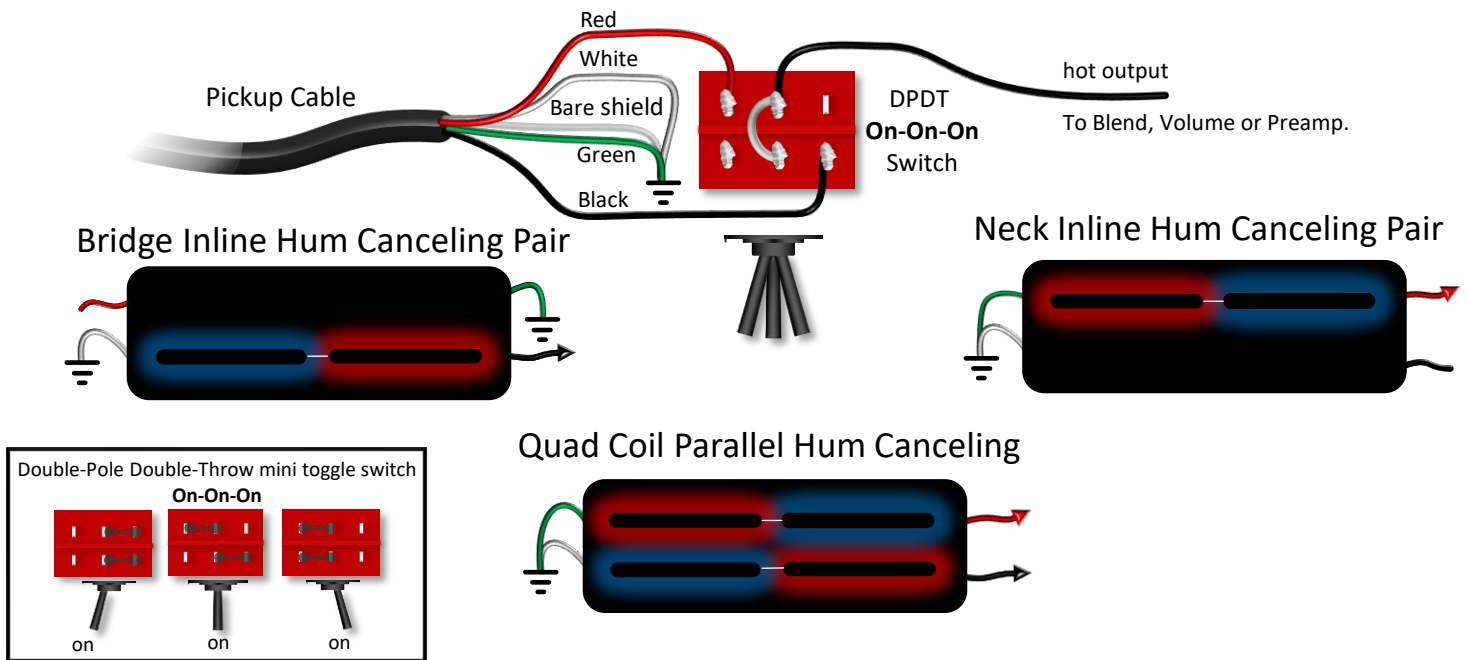 Red
White
Pickup Cable
Bare shield
Green
Black
DPDT
On-On-On
Switch
hot output
To Blend, Volume or Preamp.
Bridge Inline Hum Canceling Pair
Neck Inline Hum Canceling Pair
Quad Coil Parallel Hum Canceling
Double-Pole Double-Throw mini toggle switch
On-On-On
on
on
on